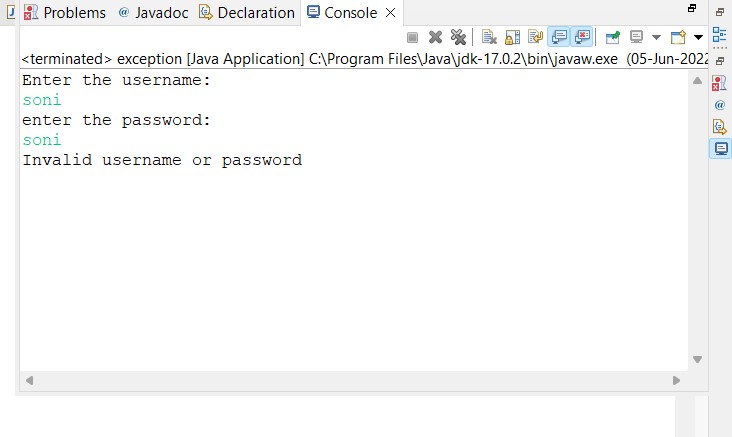 Problems @ Javadoc Declaration Console
<terminated> exception [Java Application] C:\Program Files\Java\jdk-17.0.2\bin\javaw.exe (05-Jun-2022
Enter the username:
soni
enter the password:
soni
Invalid username or password